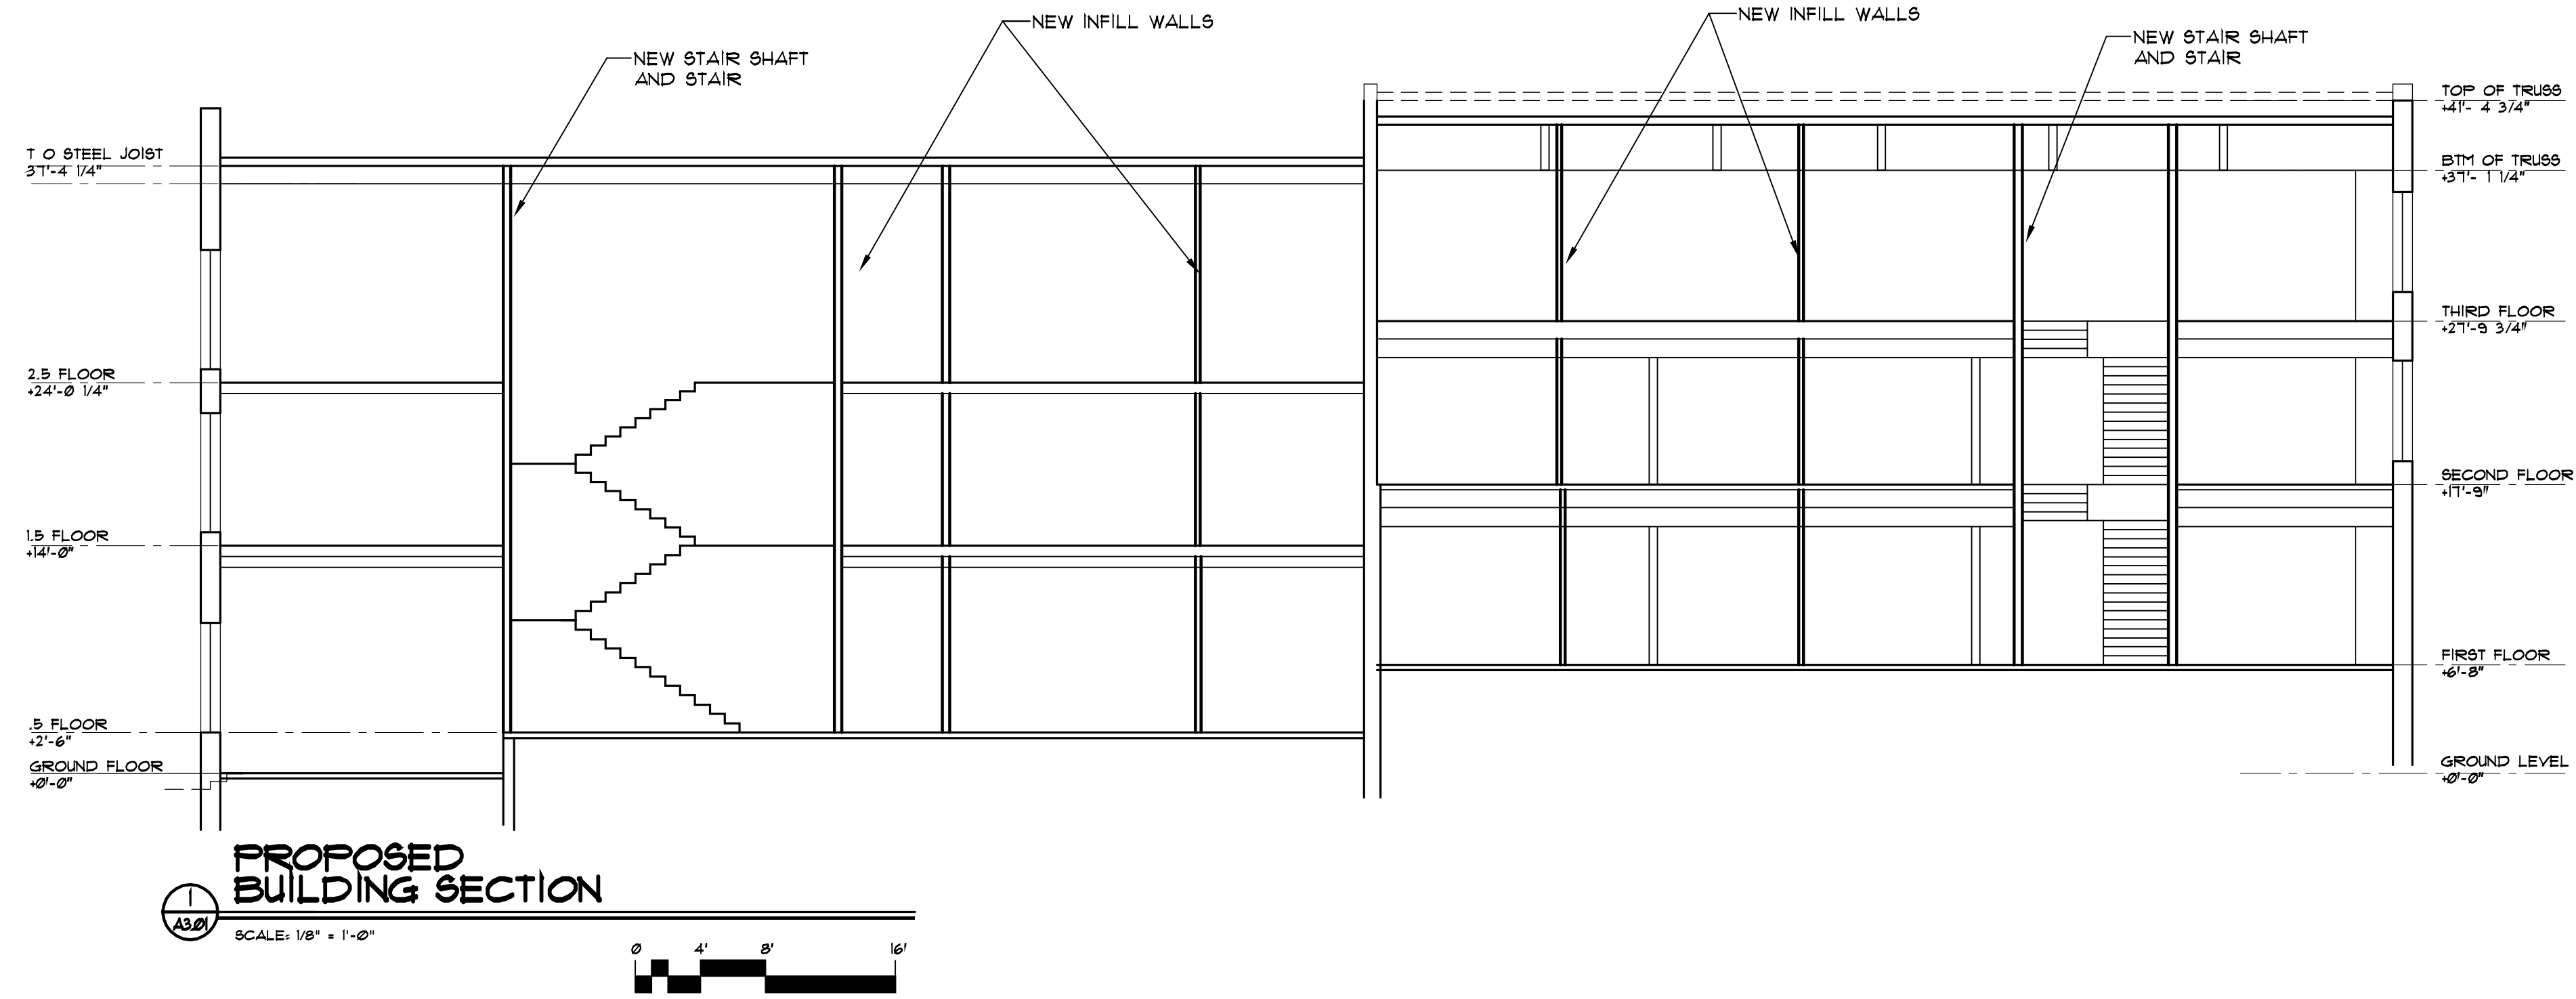 NEW INFILL WALLS
NEW INFILL WALLS
NEW STAIR SHAFT
AND STAIR
NEW STAIR SHAFT
AND STAIR
TOP OF TRUSS
+41'- 4 3/4"
T O STEEL JOIST
37'-4 1/4"
BTM OF TRUSS
+37'- 1 1/4"
THIRD FLOOR
+27'-9 3/4"
2.5 FLOOR
+24'-0 1/4"
SECOND FLOOR
+17'-9"
1.5 FLOOR
+14'-0"
FIRST FLOOR
+6'-8"
.5 FLOOR
+2'-6"
GROUND FLOOR
+0'-0"
GROUND LEVEL
+0'-0"
PROPOSED
BUILDING SECTION
1
A3.01
SCALE: 1/8" = 1'-0"
0 4' 8' 16'